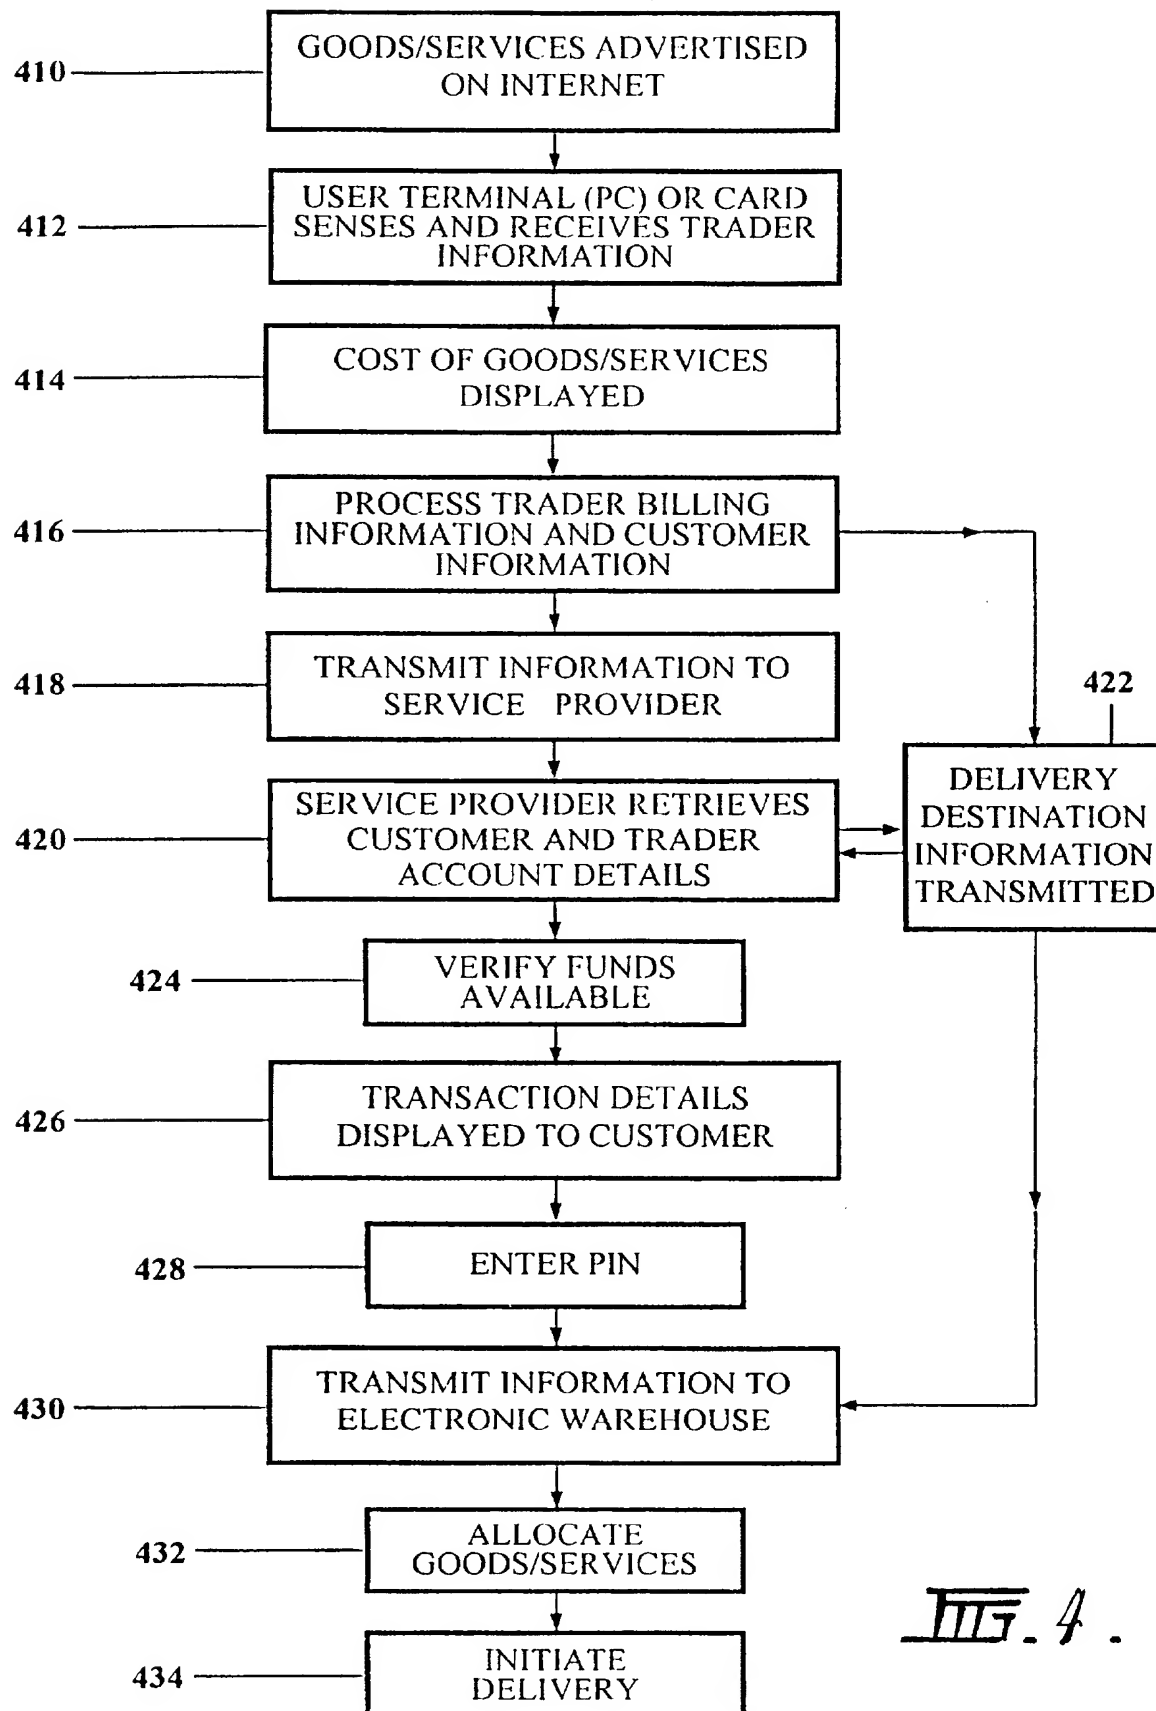 GOODS/SERVICES ADVERTISED
ON INTERNET
410
USER TERMINAL (PC) OR CARD
SENSES AND RECEIVES TRADER
INFORMATION
412
COST OF GOODS/SERVICES
DISPLAYED
414
PROCESS TRADER BILLING
INFORMATION AND CUSTOMER
INFORMATION
416
TRANSMIT INFORMATION TO
SERVICE PROVIDER
418
422
DELIVERY
DESTINATION
INFORMATION
TRANSMITTED
SERVICE PROVIDER RETRIEVES
CUSTOMER AND TRADER
ACCOUNT DETAILS
420
VERIFY FUNDS
AVAILABLE
424
TRANSACTION DETAILS
DISPLAYED TO CUSTOMER
426
ENTER PIN
428
TRANSMIT INFORMATION TO
ELECTRONIC WAREHOUSE
430
ALLOCATE
GOODS/SERVICES
432
INITIATE
DELIVERY
434
FIG. 4.